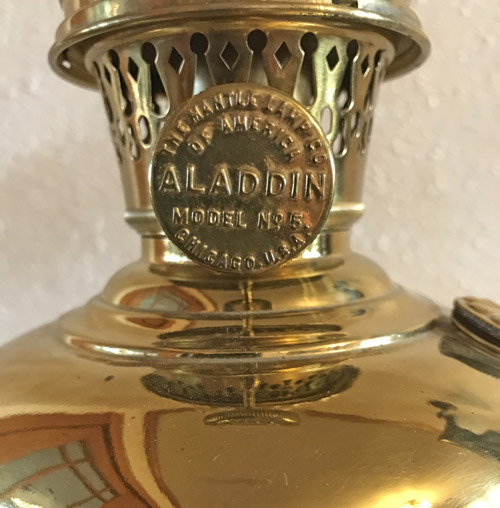 THE MANTLE LAMP CO
OF AMERICA
ALADDIN
MODEL No 5.
CHICAGO. U.S.A.